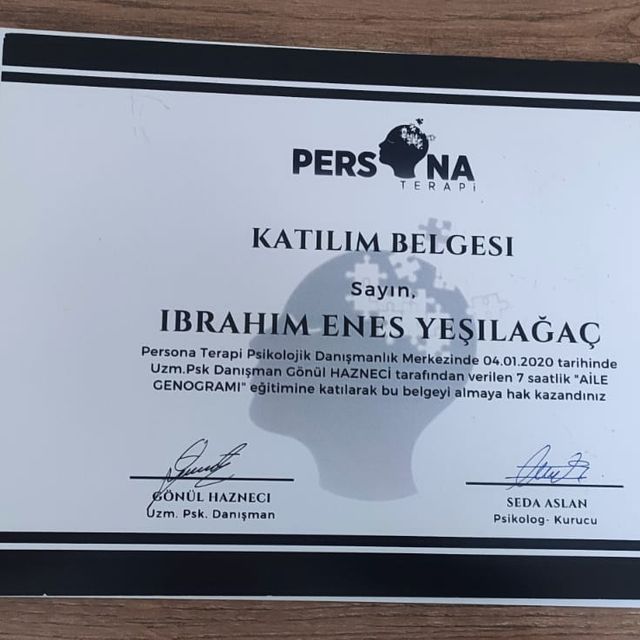 PERSONA
TERAPİ
KATILIM BELGESI
Sayın,
IBRAHIM ENES YEŞILAĞAÇ
Persona Terapi Psikolojik Danışmanlık Merkezinde 04.01.2020 tarihinde
Uzm.Psk Danışman Gönül HAZNECİ tarafından verilen 7 saatlik "AİLE
GENOGRAMI" eğitimine katılarak bu belgeyi almaya hak kazandınız
GÖNÜL HAZNECI
Uzm. Psk. Danışman
SEDA ASLAN
Psikolog- Kurucu